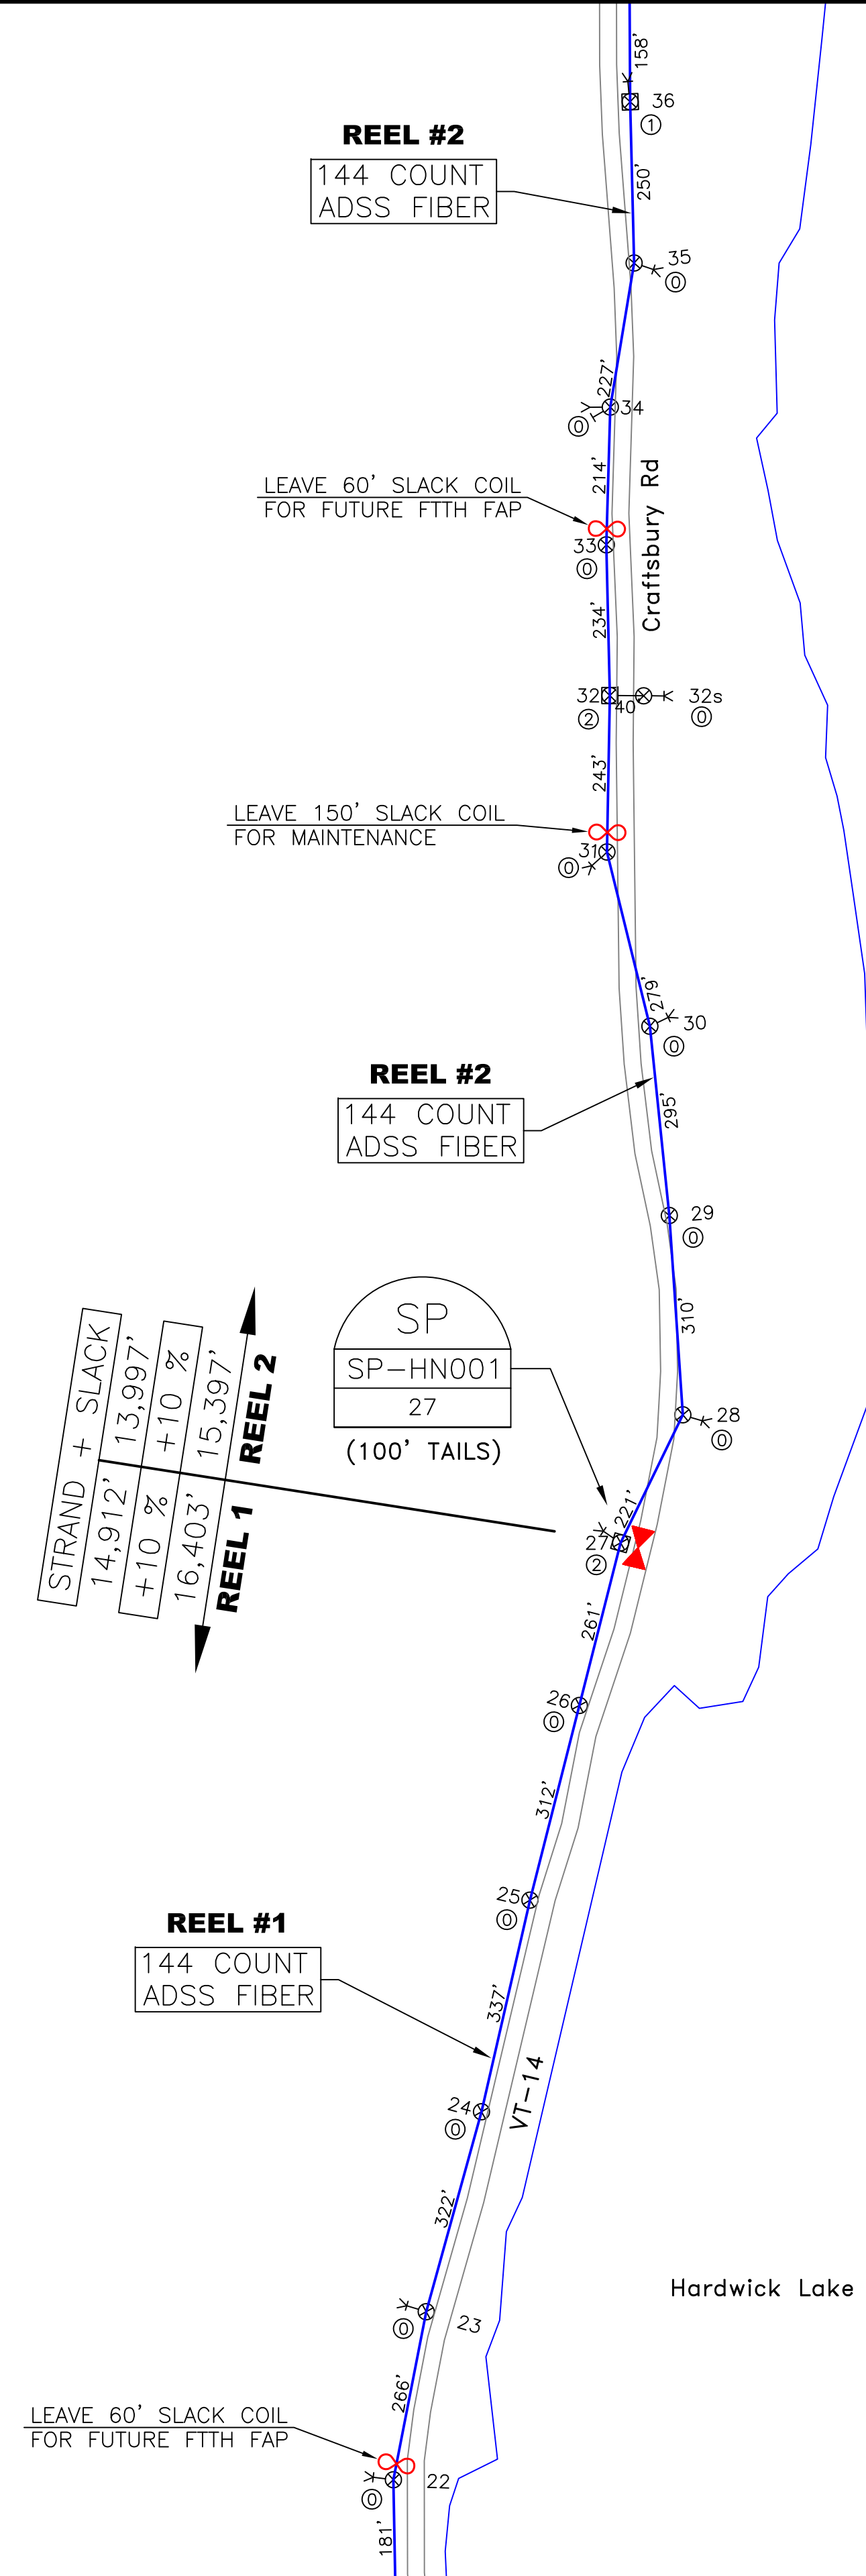 158'
36
1
REEL #2
144 COUNT
ADSS FIBER
250'
35
0
227'
34
0
LEAVE 60' SLACK COIL
FOR FUTURE FTTH FAP
214'
Craftsbury Rd
33
0
234'
32
40'
32s
2
0
243'
LEAVE 150' SLACK COIL
FOR MAINTENANCE
31
0
279'
30
0
REEL #2
144 COUNT
ADSS FIBER
295'
29
0
310'
SP
SP-HN001
27
(100' TAILS)
28
0
STRAND + SLACK
13,997'
+10 %
15,397'
REEL 2
14,912'
+10 %
16,403'
REEL 1
221'
27
2
261'
26
0
312'
25
0
REEL #1
144 COUNT
ADSS FIBER
337'
VT-14
24
0
322'
Hardwick Lake
23
0
266'
LEAVE 60' SLACK COIL
FOR FUTURE FTTH FAP
22
0
181'